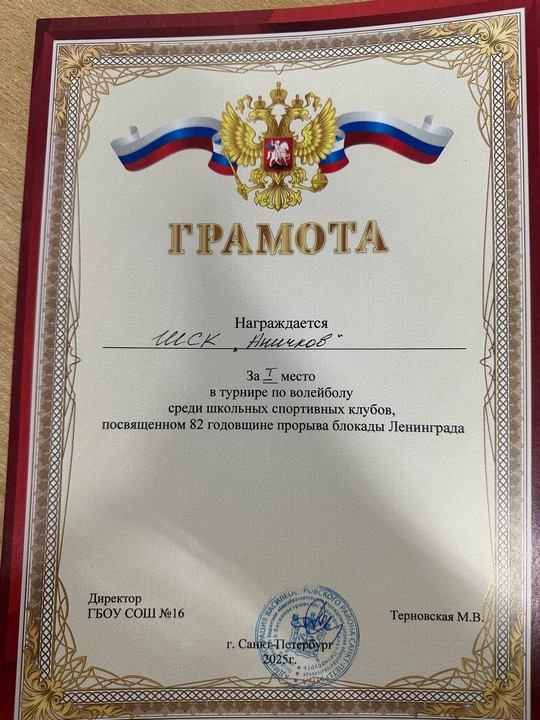 ГРАМОТА
Награждается
ШСК „Аничков"
За I место
в турнире по волейболу
среди школьных спортивных клубов,
посвященном 82 годовщине прорыва блокады Ленинграда
Директор
ГБОУ СОШ №16
Терновская М.В.
г. Санкт-Петербург
2025г.